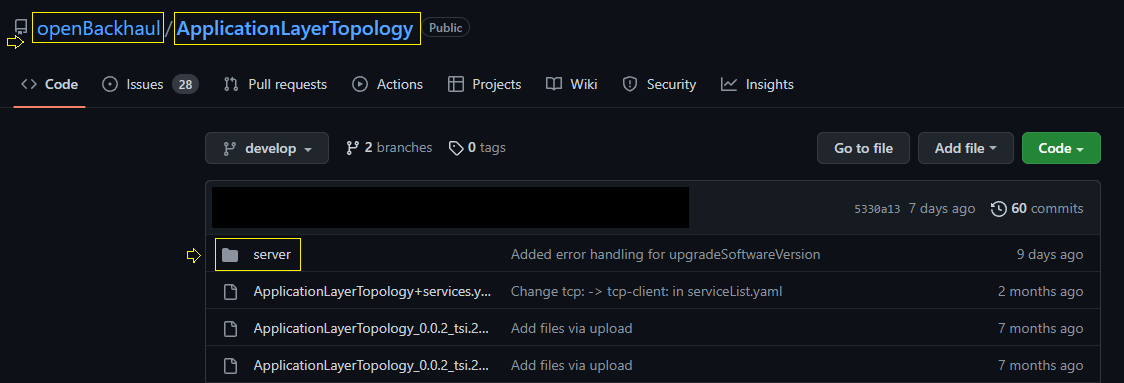 openBackhaul / ApplicationLayerTopology Public
Code Issues 28 Pull requests Actions Projects Wiki Security Insights
develop 2 branches 0 tags Go to file Add file Code
5330a13 7 days ago 60 commits
server Added error handling for upgradeSoftwareVersion 9 days ago
ApplicationLayerTopology+services.y... Change tcp: -> tcp-client: in serviceList.yaml 2 months ago
ApplicationLayerTopology_0.0.2_tsi.2... Add files via upload 7 months ago
ApplicationLayerTopology_0.0.2_tsi.2... Add files via upload 7 months ago